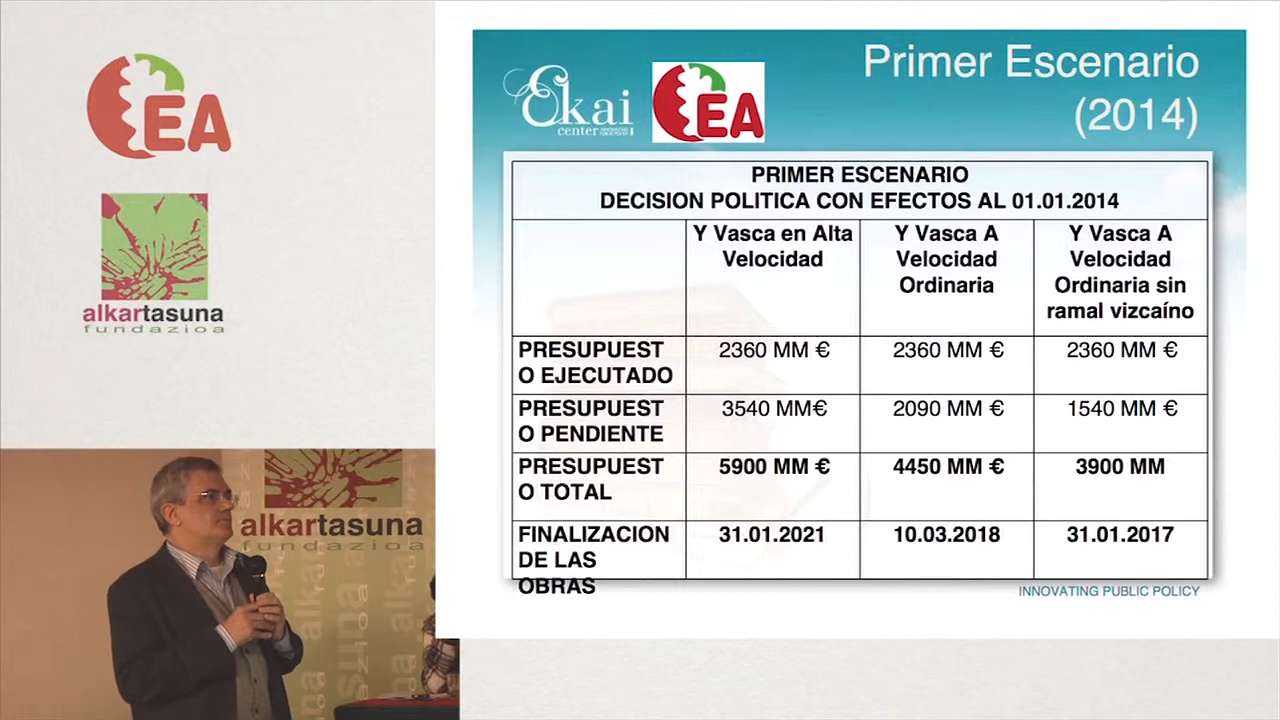 EA
alkartasuna
fundazioa
alkartasuna
fundazioa
Ekai
center
EA
Primer Escenario
(2014)
PRIMER ESCENARIO
DECISION POLITICA CON EFECTOS AL 01.01.2014
Y Vasca en Alta
Velocidad
Y Vasca A
Velocidad
Ordinaria
Y Vasca A
Velocidad
Ordinaria sin
ramal vizcaíno
PRESUPUEST
O EJECUTADO
2360 MM €
2360 MM €
2360 MM €
PRESUPUEST
O PENDIENTE
3540 MM€
2090 MM €
1540 MM €
PRESUPUEST
O TOTAL
5900 MM €
4450 MM €
3900 MM
FINALIZACION
DE LAS
OBRAS
31.01.2021
10.03.2018
31.01.2017
INNOVATING PUBLIC POLICY